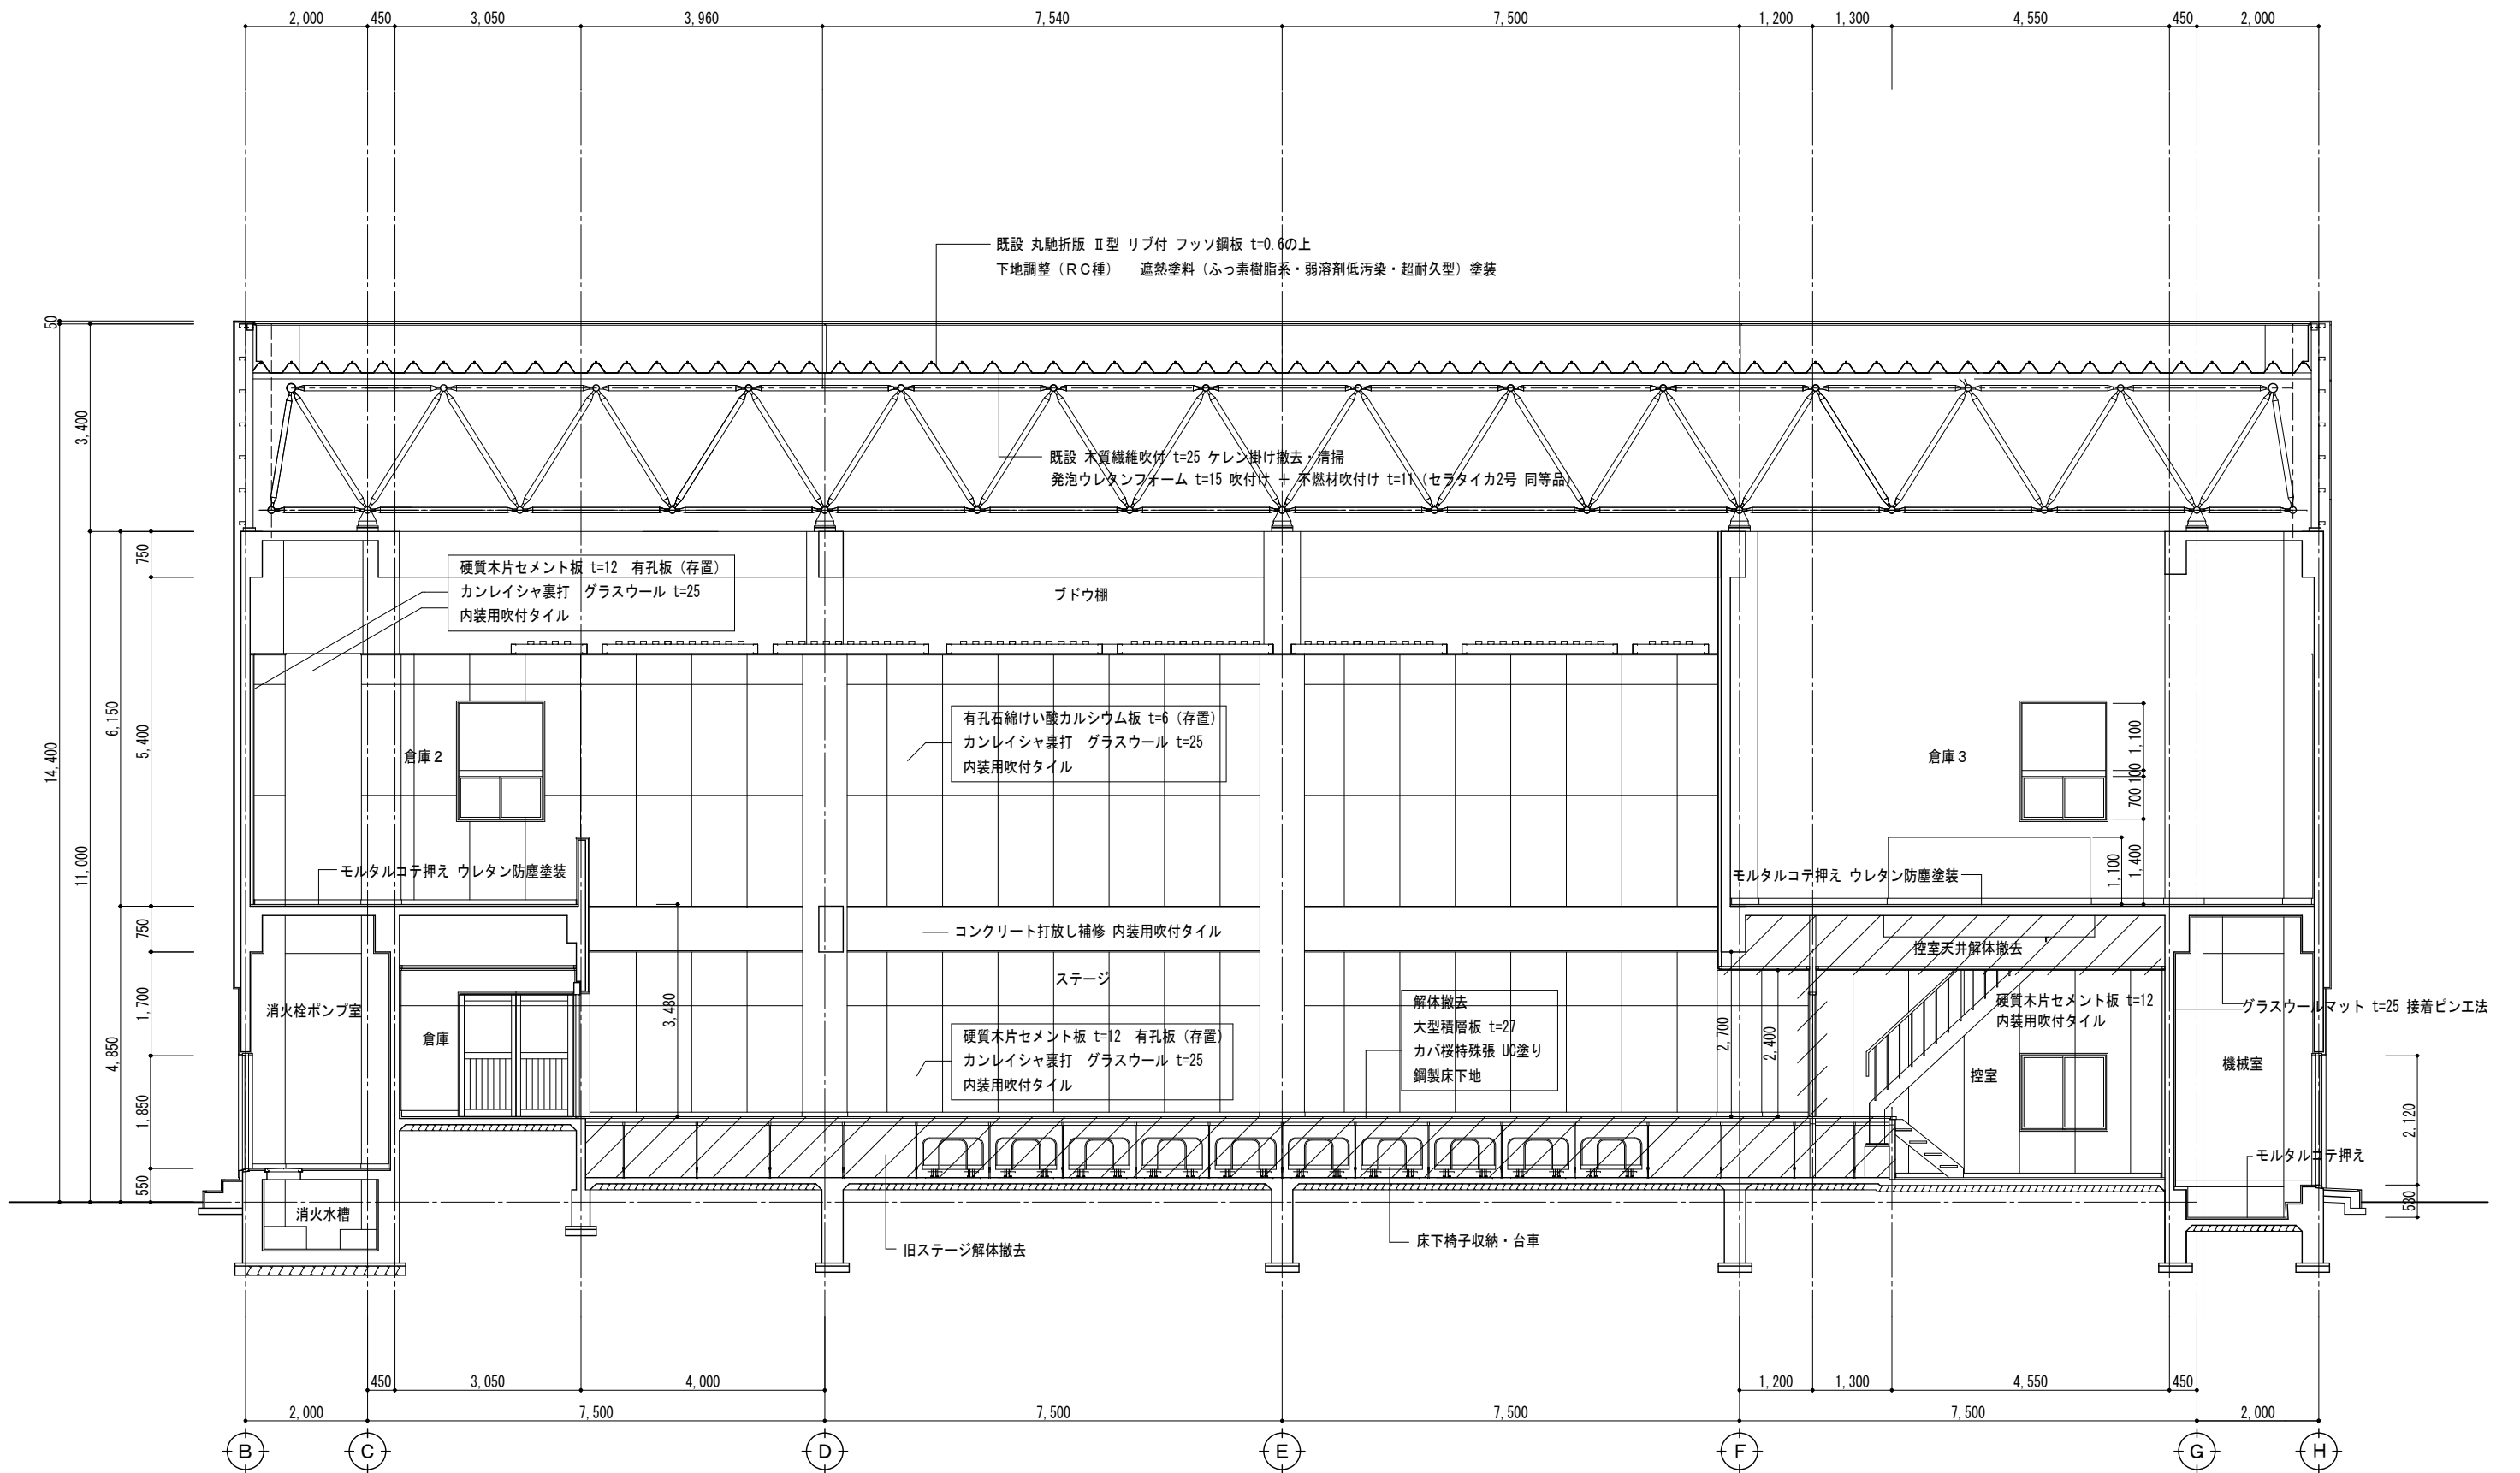 2,000 450 3,050 3,960 7,540 7,500 1,200 1,300 4,550 450 2,000
既設 丸馳折版 Ⅱ型 リブ付 フッソ鋼板 t=0.6の上
下地調整（ＲＣ種）　遮熱塗料（ふっ素樹脂系・弱溶剤低汚染・超耐久型）塗装
50
3,400
14,400
11,000
既設 木質繊維吹付 t=25 ケレン掛け撤去・清掃
発泡ウレタンフォーム t=15 吹付け ＋ 不燃材吹付け t=11（セラタイカ2号 同等品）
750
6,150
5,400
750
4,850
1,700
1,850
550
硬質木片セメント板 t=12　有孔板（存置）
カンレイシャ裏打　グラスウール t=25
内装用吹付タイル
ブドウ棚
有孔石綿けい酸カルシウム板 t=6（存置）
カンレイシャ裏打　グラスウール t=25
内装用吹付タイル
倉庫２
倉庫３
1,100
100
700
1,400
1,100
モルタルコテ押え ウレタン防塵塗装
モルタルコテ押え ウレタン防塵塗装
コンクリート打放し補修 内装用吹付タイル
控室天井解体撤去
ステージ
消火栓ポンプ室
倉庫
3,480
硬質木片セメント板 t=12　有孔板（存置）
カンレイシャ裏打　グラスウール t=25
内装用吹付タイル
解体撤去
大型積層板 t=27
カバ桜特殊張 UC塗り
鋼製床下地
2,700
2,400
硬質木片セメント板 t=12
内装用吹付タイル
グラスウールマット t=25 接着ピン工法
控室
機械室
2,120
530
モルタルコテ押え
消火水槽
旧ステージ解体撤去
床下椅子収納・台車
450 3,050 4,000 1,200 1,300 4,550 450
2,000 7,500 7,500 7,500 7,500 2,000
B C D E F G H